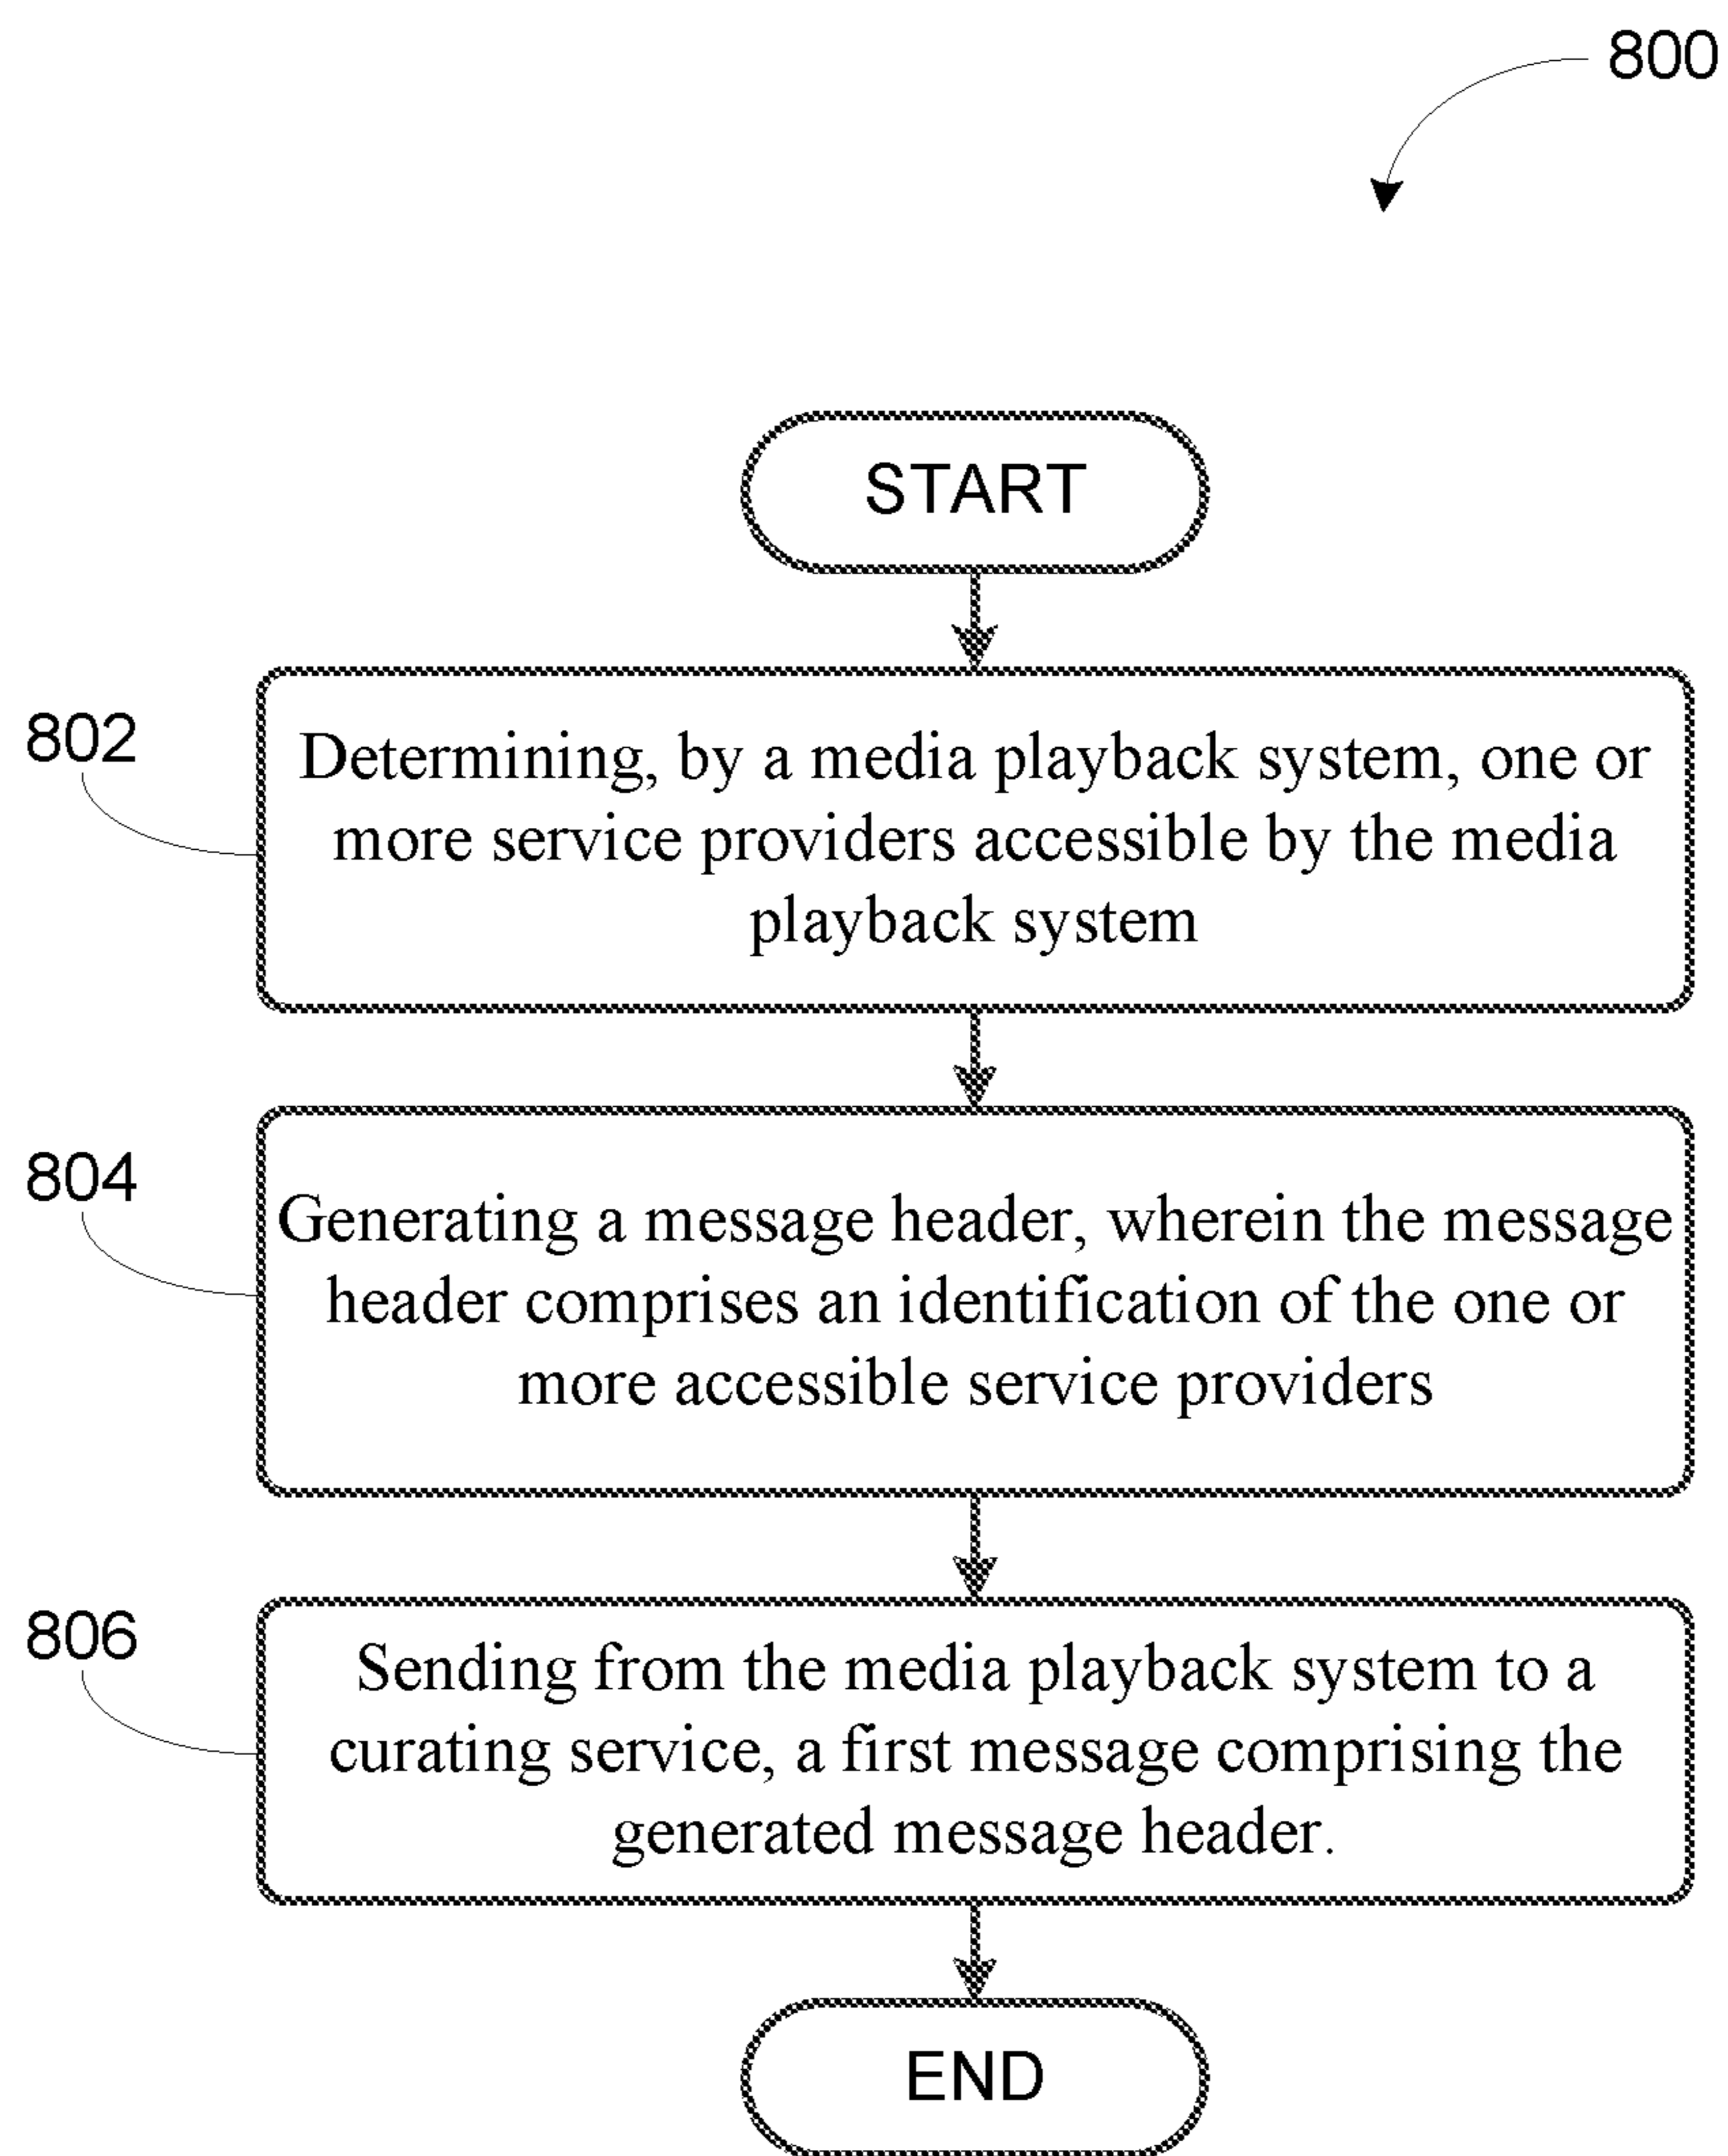 800
START
802
Determining, by a media playback system, one or
more service providers accessible by the media
playback system
804
Generating a message header, wherein the message
header comprises an identification of the one or
more accessible service providers
806
Sending from the media playback system to a
curating service, a first message comprising the
generated message header.
END